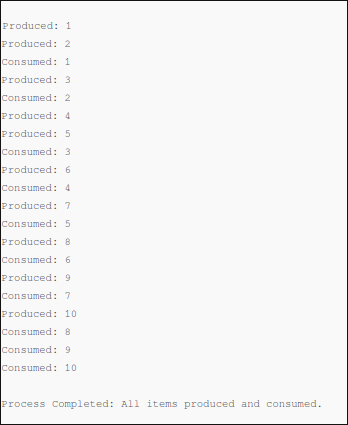 Produced: 1
Produced: 2
Consumed: 1
Produced: 3
Consumed: 2
Produced: 4
Produced: 5
Consumed: 3
Produced: 6
Consumed: 4
Produced: 7
Consumed: 5
Produced: 8
Consumed: 6
Produced: 9
Consumed: 7
Produced: 10
Consumed: 8
Consumed: 9
Consumed: 10
Process Completed: All items produced and consumed.